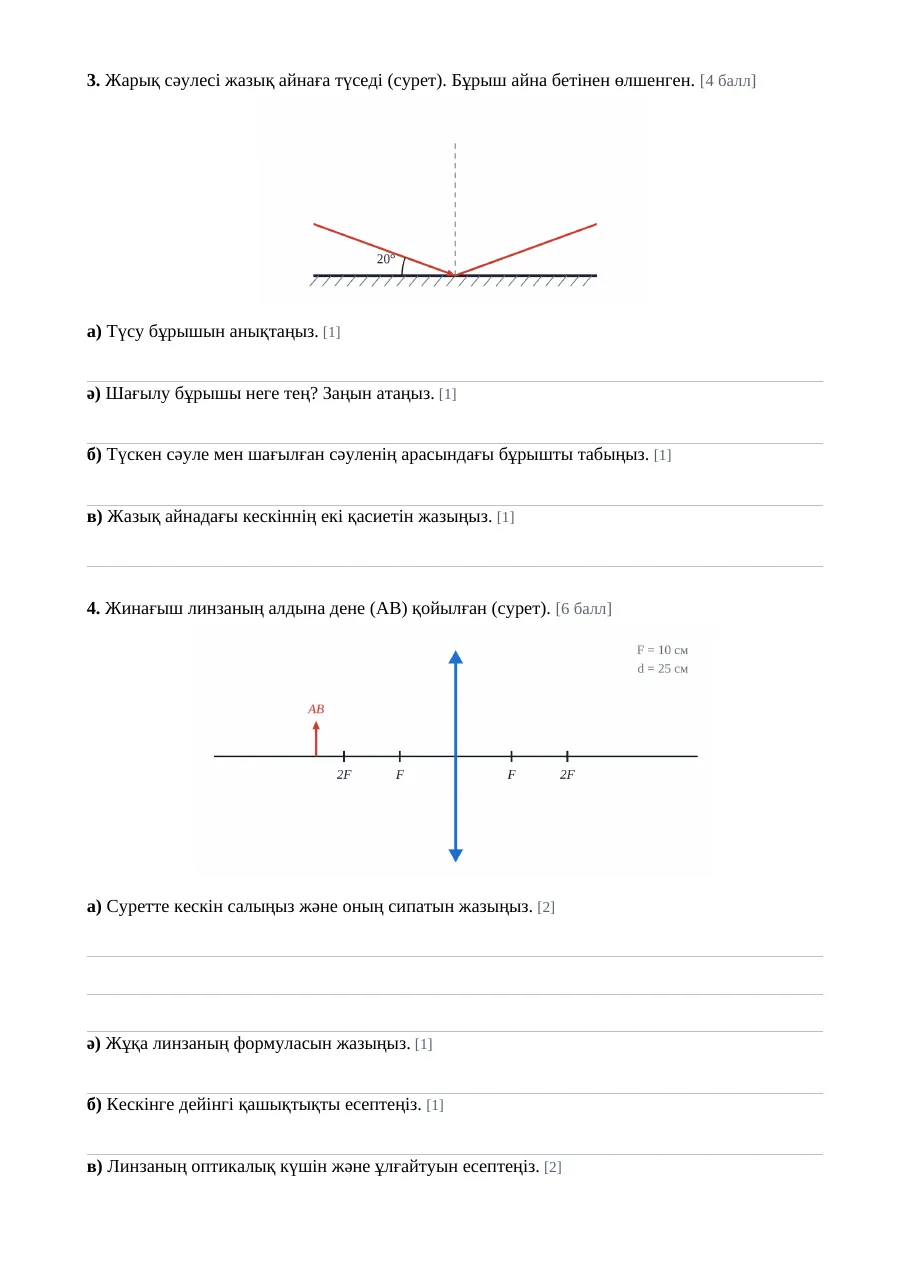 3. Жарық сәулесі жазық айнаға түседі (сурет). Бұрыш айна бетінен өлшенген. [4 балл]
20°
а) Түсу бұрышын анықтаңыз. [1]
ә) Шағылу бұрышы неге тең? Заңын атаңыз. [1]
б) Түскен сәуле мен шағылған сәуленің арасындағы бұрышты табыңыз. [1]
в) Жазық айнадағы кескіннің екі қасиетін жазыңыз. [1]
4. Жинағыш линзаның алдына дене (AB) қойылған (сурет). [6 балл]
F = 10 см
d = 25 см
AB
2F F F 2F
а) Суретте кескін салыңыз және оның сипатын жазыңыз. [2]
ә) Жұқа линзаның формуласын жазыңыз. [1]
б) Кескінге дейінгі қашықтықты есептеңіз. [1]
в) Линзаның оптикалық күшін және ұлғайтуын есептеңіз. [2]